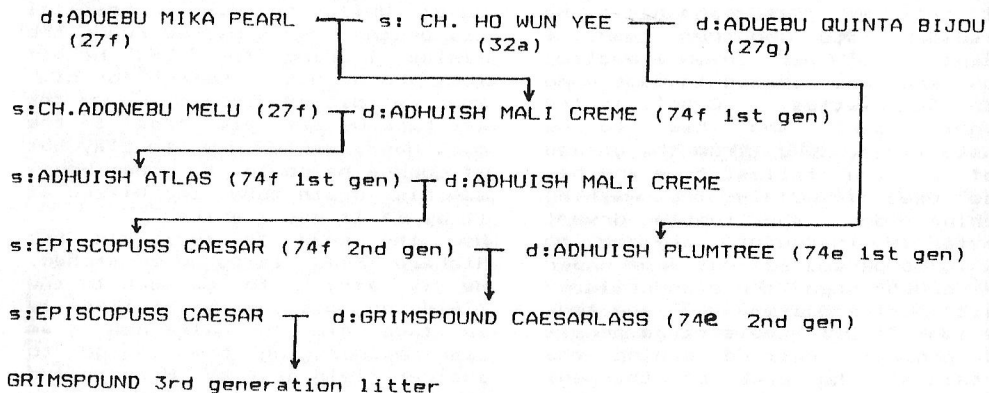 d:ADUEBU MIKA PEARL s: CH. HO WUN YEE d:ADUEBU QUINTA BIJOU
(27f) (32a) (27g)
s:CH.ADONEBU MELU (27f) d:ADHUISH MALI CREME (74f 1st gen)
s:ADHUISH ATLAS (74f 1st gen) d:ADHUISH MALI CREME
s:EPISCOPUSS CAESAR (74f 2nd gen) d:ADHUISH PLUMTREE (74e 1st gen)
s:EPISCOPUSS CAESAR d:GRIMSPOUND CAESARLASS (74e 2nd gen)
GRIMSPOUND 3rd generation litter